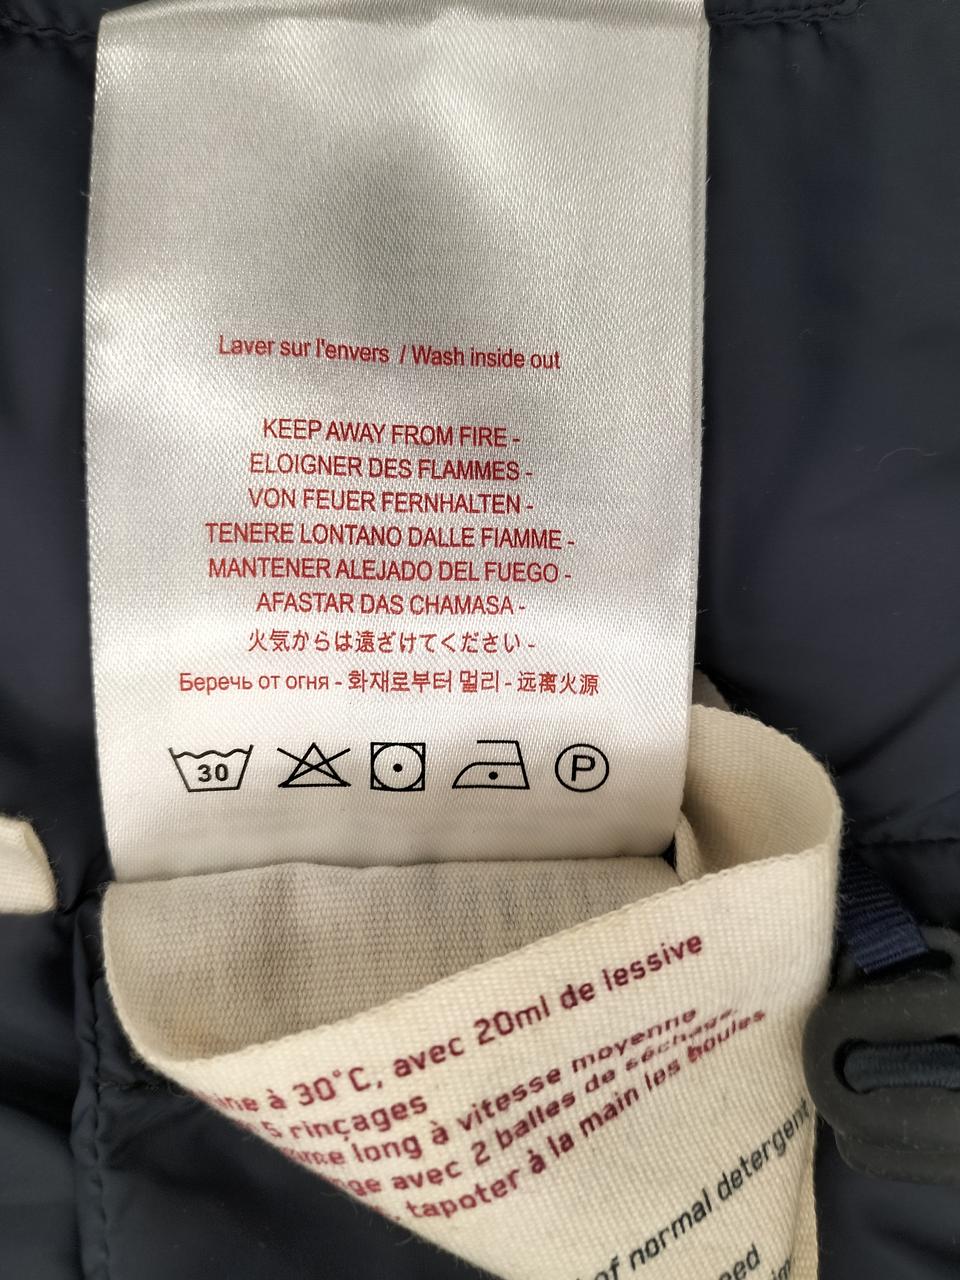 Laver sur l'envers / Wash inside out
KEEP AWAY FROM FIRE -
ELOIGNER DES FLAMMES -
VON FEUER FERNHALTEN -
TENERE LONTANO DALLE FIAMME -
MANTENER ALEJADO DEL FUEGO -
AFASTAR DAS CHAMASA -
火気からは遠ざけてください -
Беречь от огня - 화재로부터 멀리 - 远离火源
30 P
à 30°C, avec 20ml de lessive
5 rinçages
long à vitesse moyenne
avec 2 balles de séchage
tapoter à la main les boules
of normal detergent